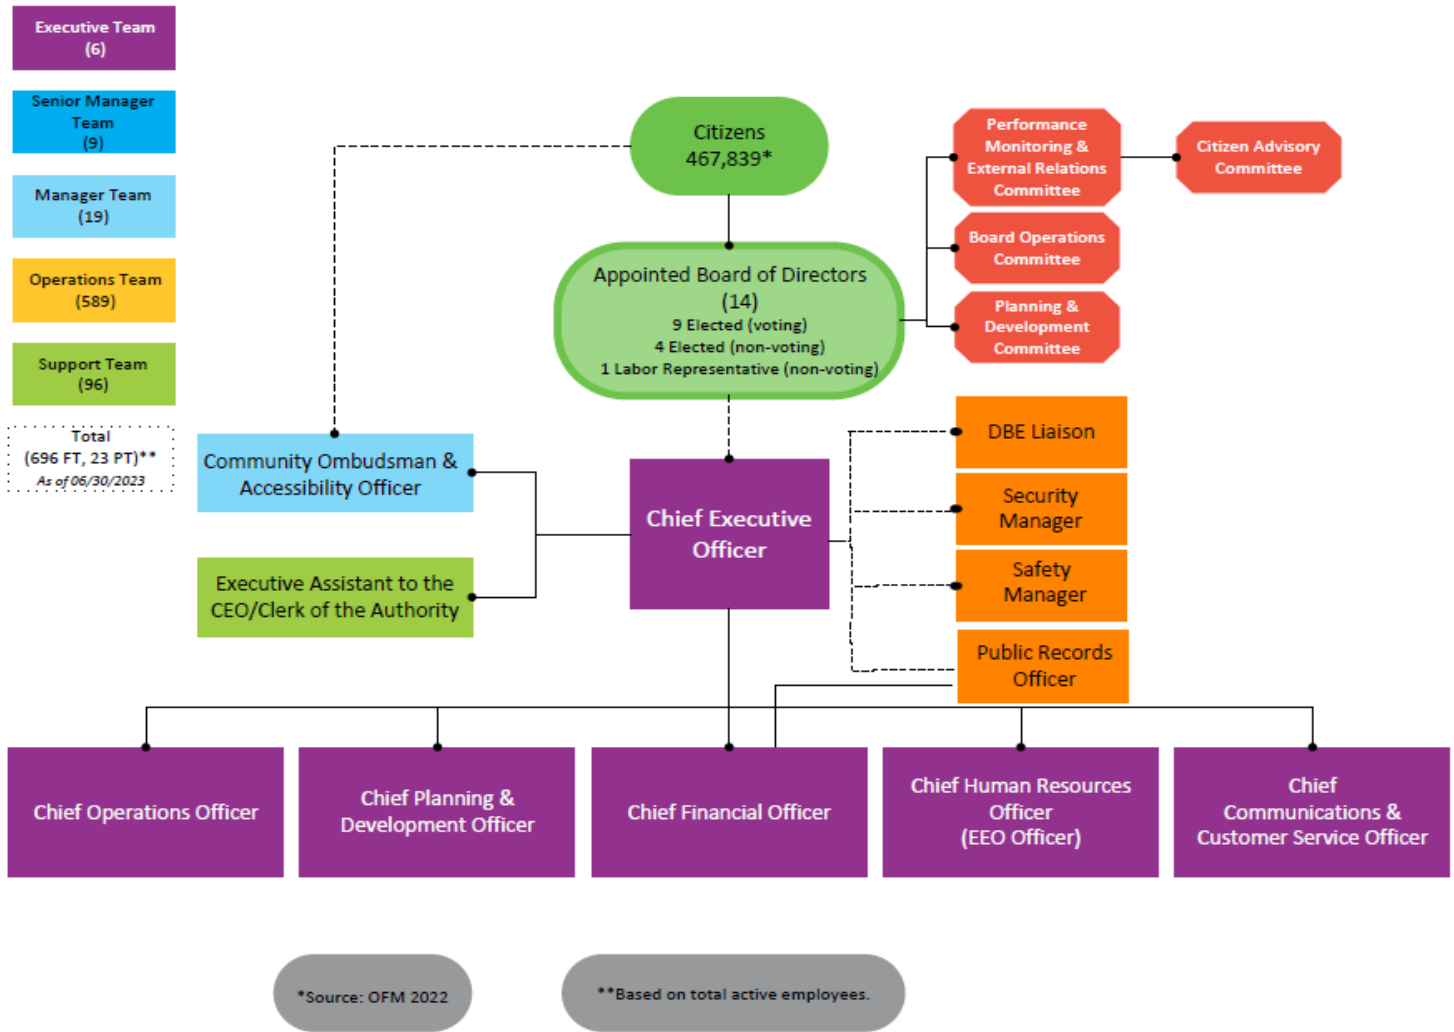 Executive Team
(6)
Senior Manager
Team
(9)
Manager Team
(19)
Operations Team
(589)
Support Team
(96)
Total
(696 FT, 23 PT)**
As of 06/30/2023
Citizens
467,839*
Appointed Board of Directors
(14)
9 Elected (voting)
4 Elected (non-voting)
1 Labor Representative (non-voting)
Performance
Monitoring &
External Relations
Committee
Citizen Advisory
Committee
Board Operations
Committee
Planning &
Development
Committee
Community Ombudsman &
Accessibility Officer
Executive Assistant to the
CEO/Clerk of the Authority
Chief Executive
Officer
DBE Liaison
Security
Manager
Safety
Manager
Public Records
Officer
Chief Operations Officer
Chief Planning &
Development Officer
Chief Financial Officer
Chief Human Resources
Officer
(EEO Officer)
Chief
Communications &
Customer Service Officer
*Source: OFM 2022
**Based on total active employees.